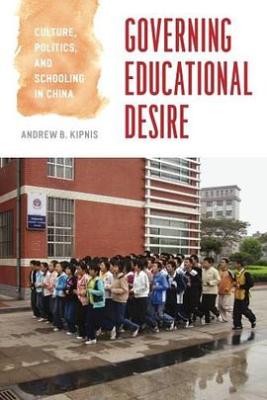 CULTURE,
POLITICS,
AND
SCHOOLING
IN CHINA
ANDREW B. KIPNIS
GOVERNING
EDUCATIONAL
DESIRE